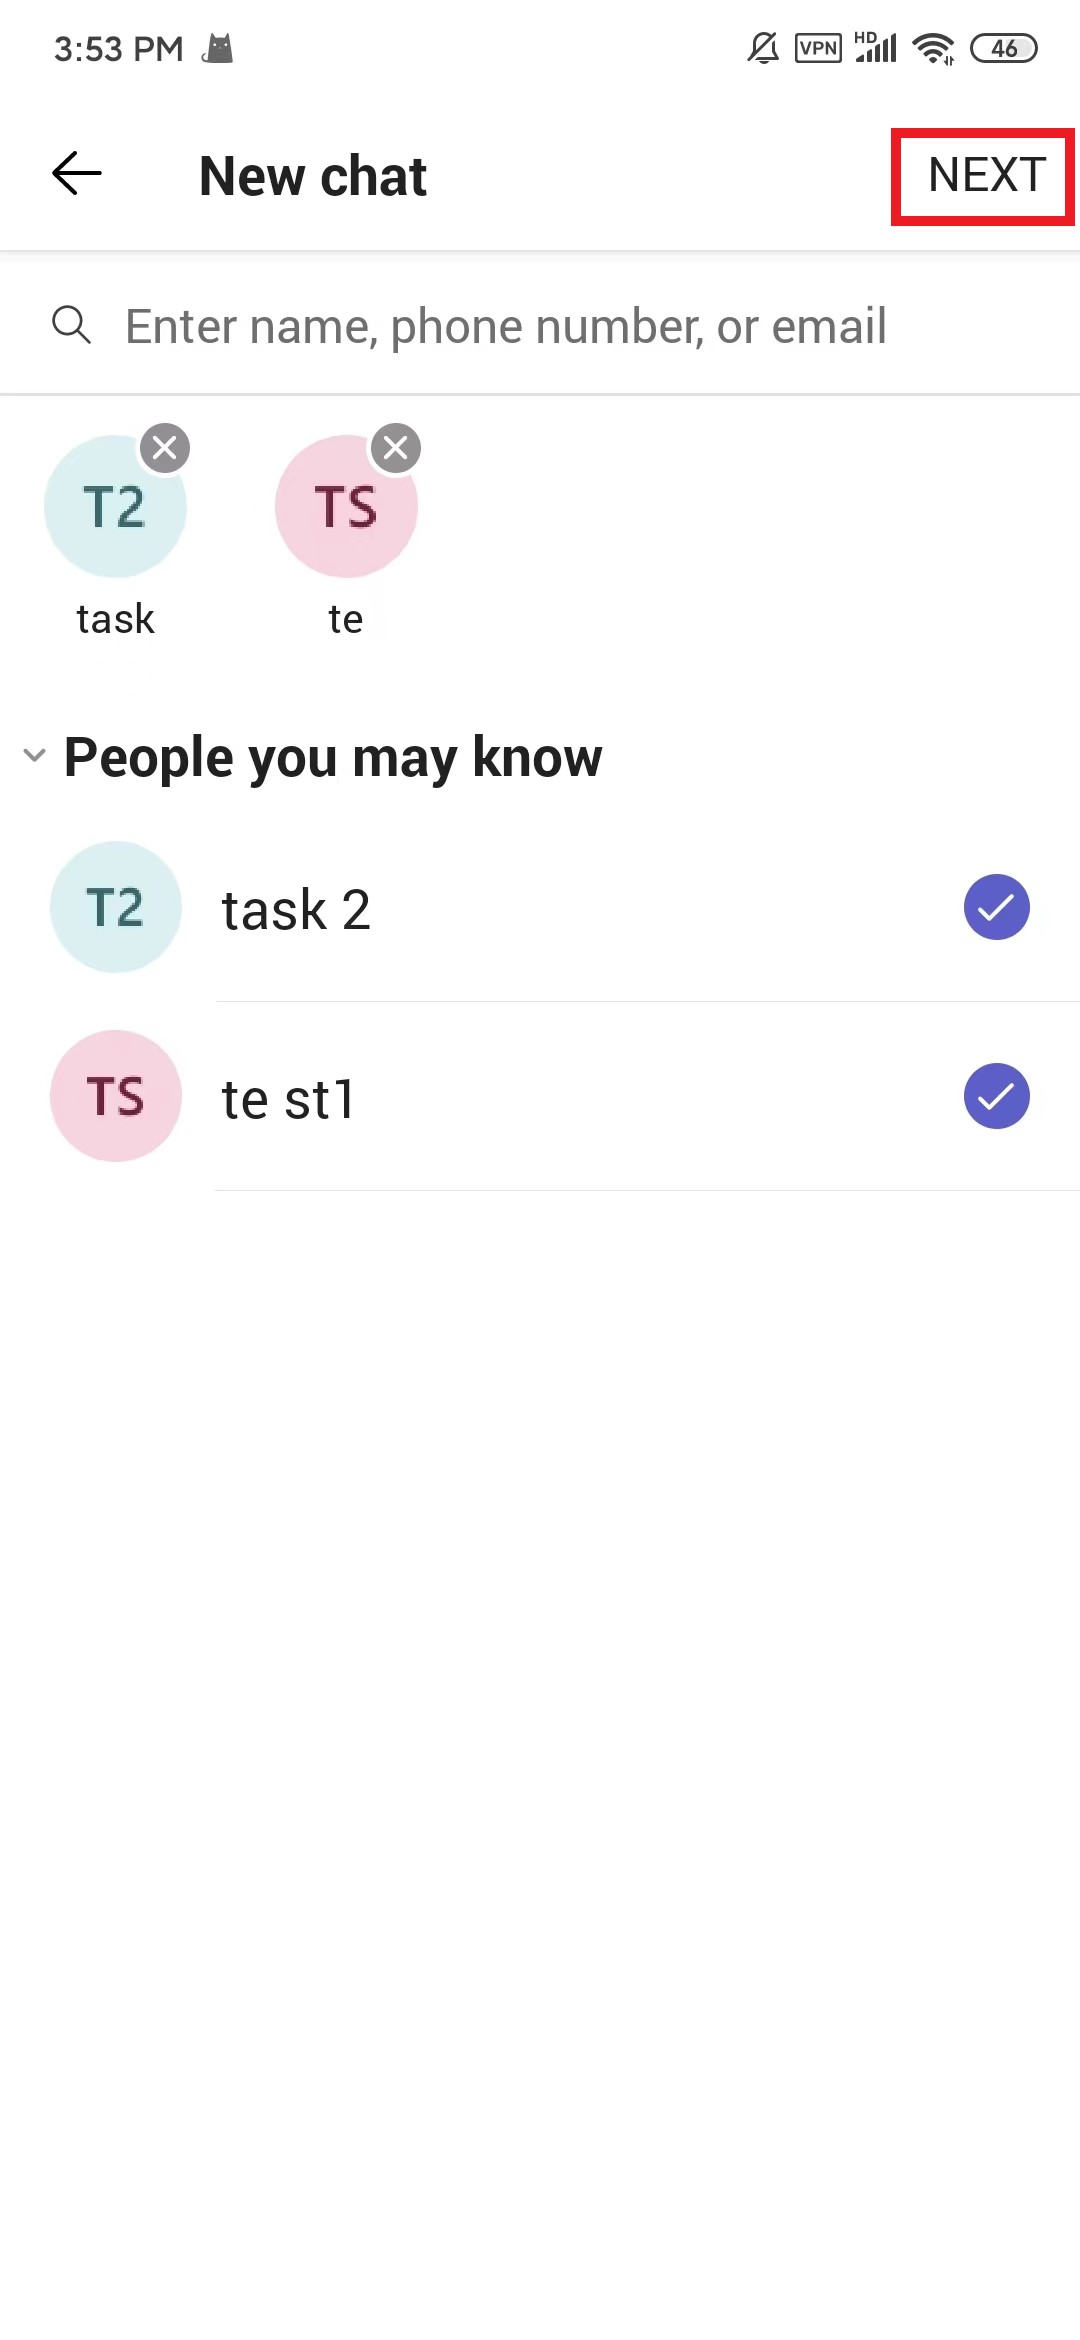 3:53 PM VPN HD 46
New chat NEXT
Enter name, phone number, or email
T2 TS
task te
People you may know
T2 task 2
TS te st1